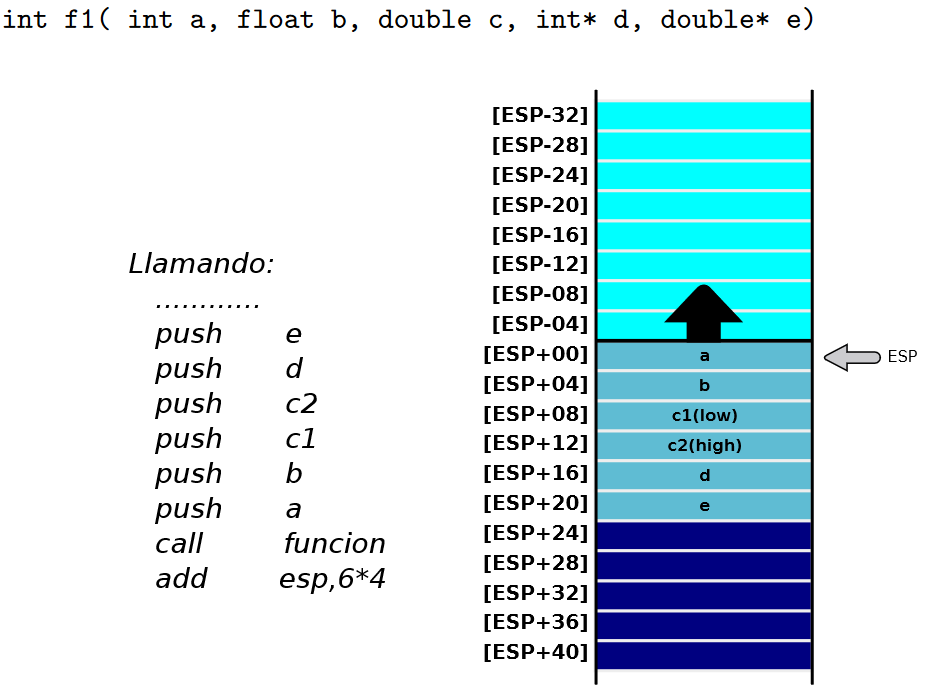 int f1( int a, float b, double c, int* d, double* e)
Llamando:
............
push e
push d
push c2
push c1
push b
push a
call funcion
add esp,6*4
[ESP-32]
[ESP-28]
[ESP-24]
[ESP-20]
[ESP-16]
[ESP-12]
[ESP-08]
[ESP-04]
[ESP+00] a ESP
[ESP+04] b
[ESP+08] c1(low)
[ESP+12] c2(high)
[ESP+16] d
[ESP+20] e
[ESP+24]
[ESP+28]
[ESP+32]
[ESP+36]
[ESP+40]